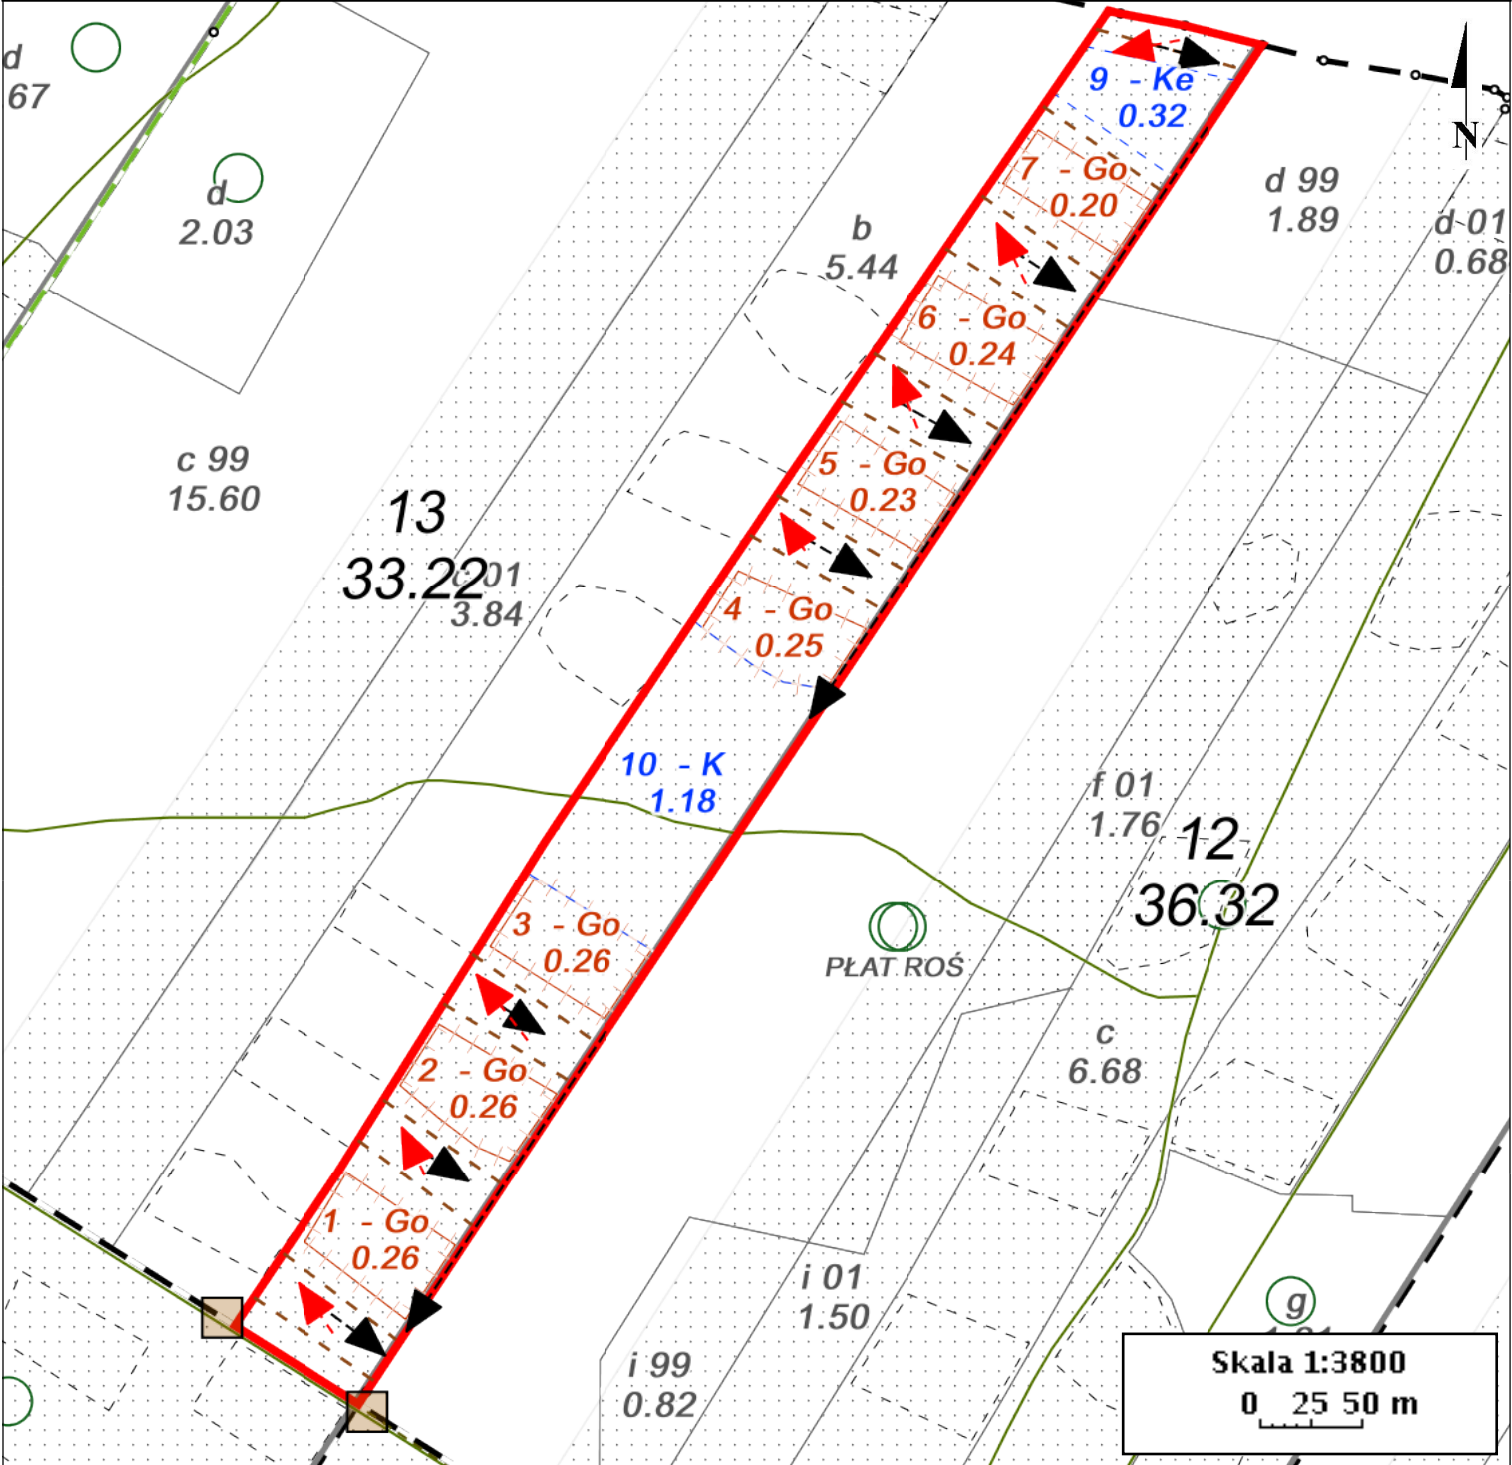 d
67
d
2.03
9 - Ke
0.32
N
7 - Go
0.20
d 99
1.89
d 01
0.68
b
5.44
6 - Go
0.24
c 99
15.60
5 - Go
0.23
13
33.22
01
3.84
4 - Go
0.25
10 - K
1.18
f 01
1.76
12
36.32
3 - Go
0.26
PŁAT ROŚ
c
6.68
2 - Go
0.26
1 - Go
0.26
i 01
1.50
g
i 99
0.82
Skala 1:3800
0 25 50 m